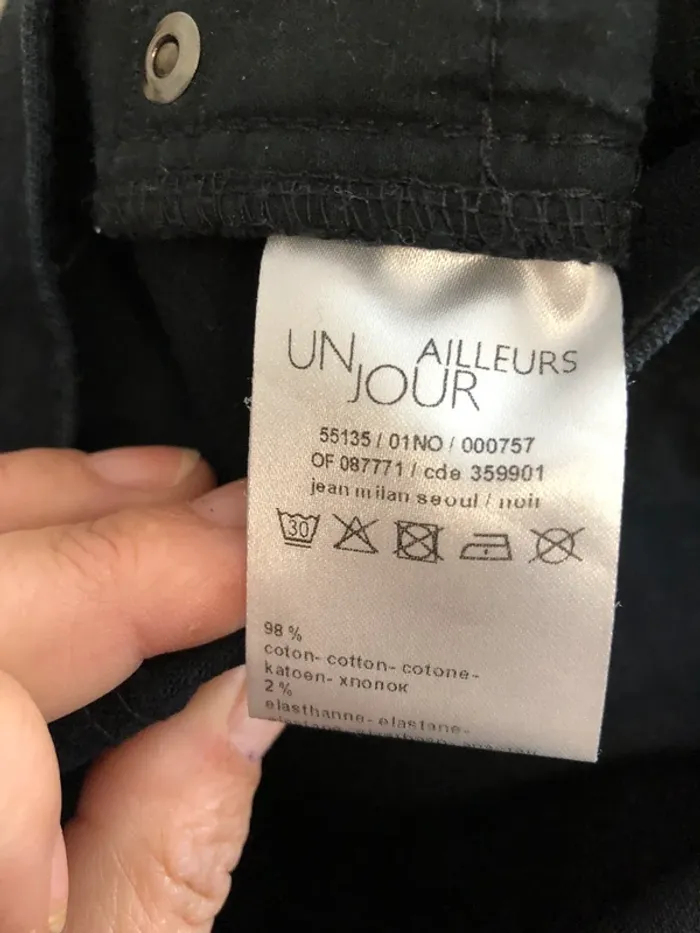 UN JOUR AILLEURS
55135 / 01NO / 000757
OF 087771 / cde 359901
jean milan seoul / noir
30
98 %
coton- cotton- cotone-
katoen- хлопок
2 %
elasthanne- elastane-